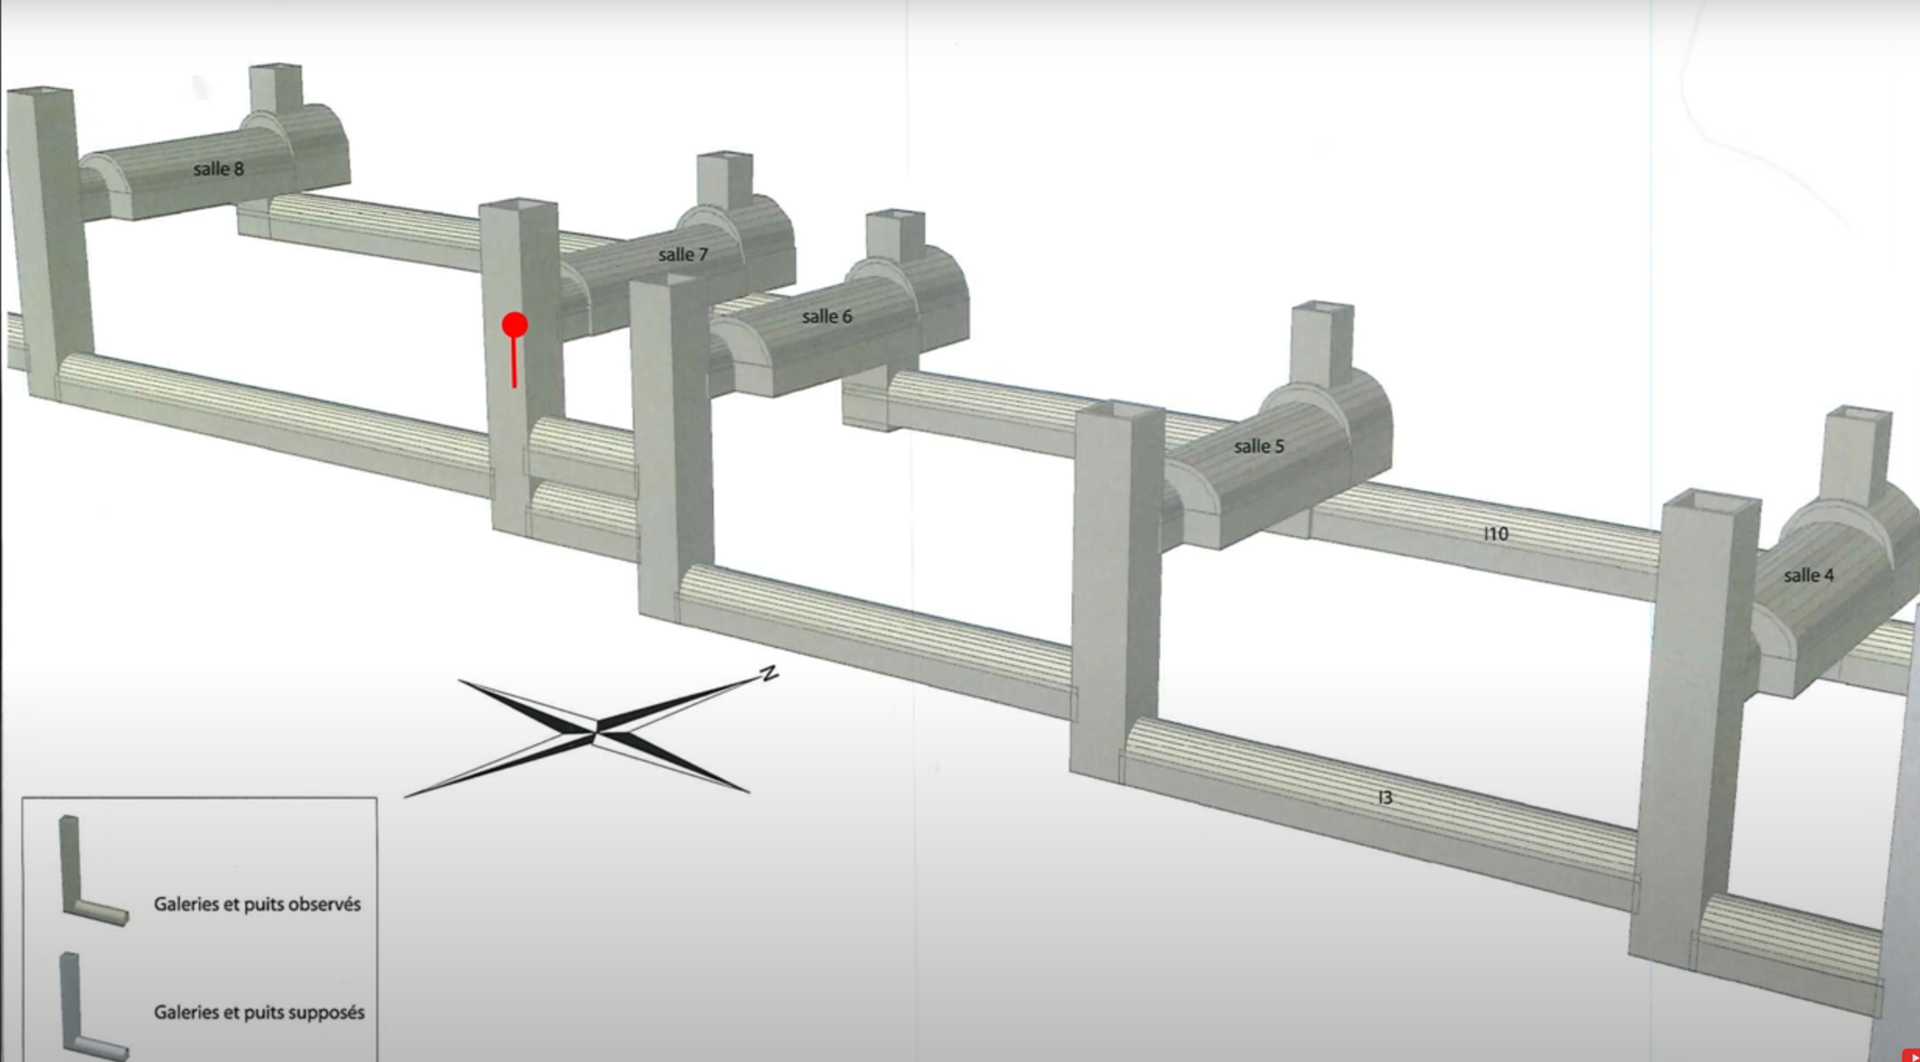 salle 8
salle 7
salle 6
salle 5
I10
salle 4
N
I3
Galeries et puits observés
Galeries et puits supposés